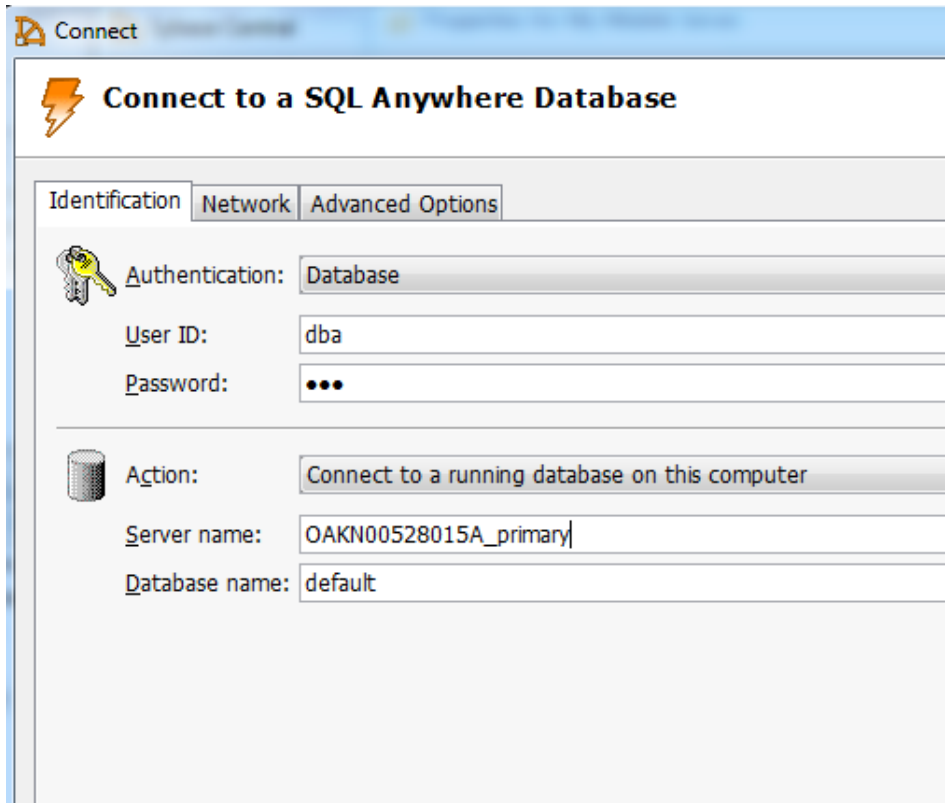 Connect
Connect to a SQL Anywhere Database
Identification Network Advanced Options
Authentication: Database
User ID: dba
Password: •••
Action: Connect to a running database on this computer
Server name: OAKN00528015A_primary
Database name: default